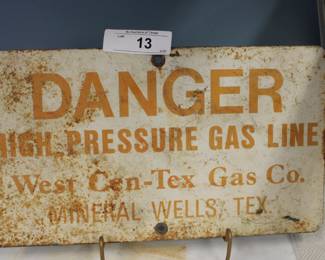 13
DANGER
HIGH PRESSURE GAS LINE
West Cen-Tex Gas Co.
MINERAL WELLS, TEX